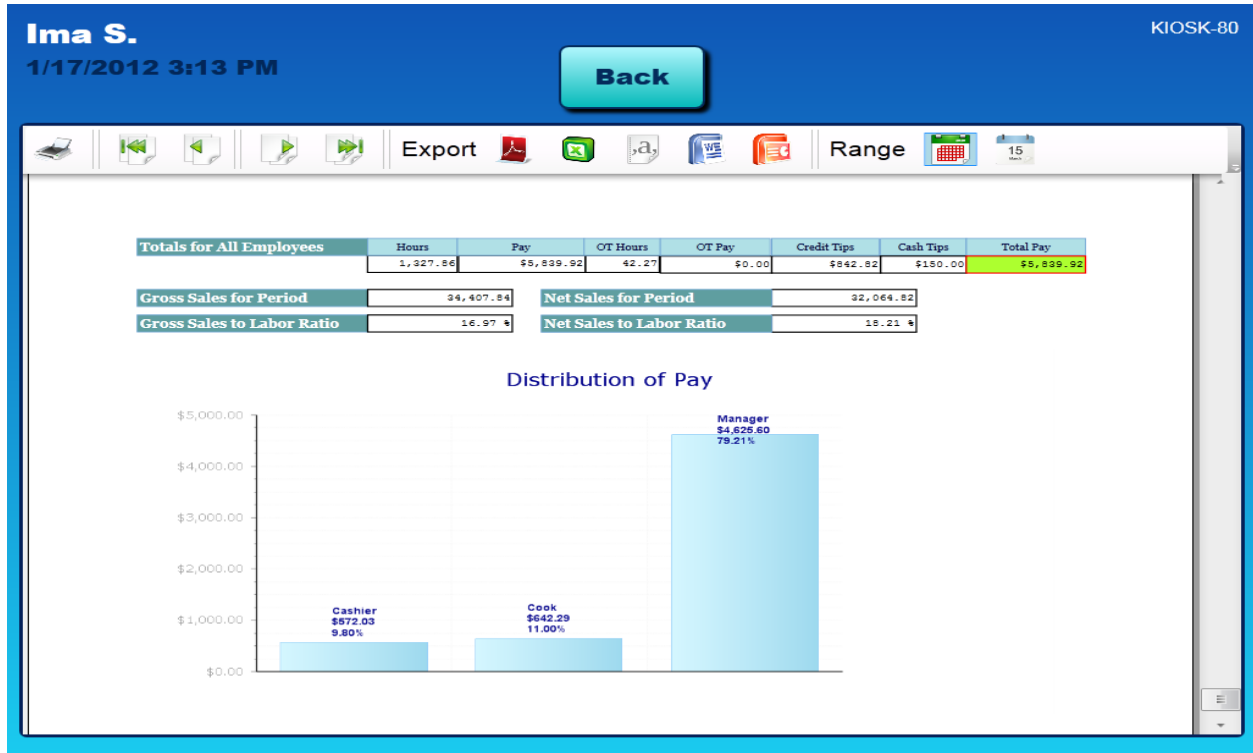 Ima S.
KIOSK-80
1/17/2012 3:13 PM
Back
Export ,a, Range 15
March
Totals for All Employees Hours Pay OT Hours OT Pay Credit Tips Cash Tips Total Pay
1,327.86 $5,839.92 42.27 $0.00 $842.82 $150.00 $5,839.92
Gross Sales for Period 34,407.84 Net Sales for Period 32,064.82
Gross Sales to Labor Ratio 16.97 % Net Sales to Labor Ratio 18.21 %
Distribution of Pay
$5,000.00
Manager
$4,625.60
79.21%
$4,000.00
$3,000.00
$2,000.00
$1,000.00
Cashier
$572.03
9.80%
Cook
$642.29
11.00%
$0.00